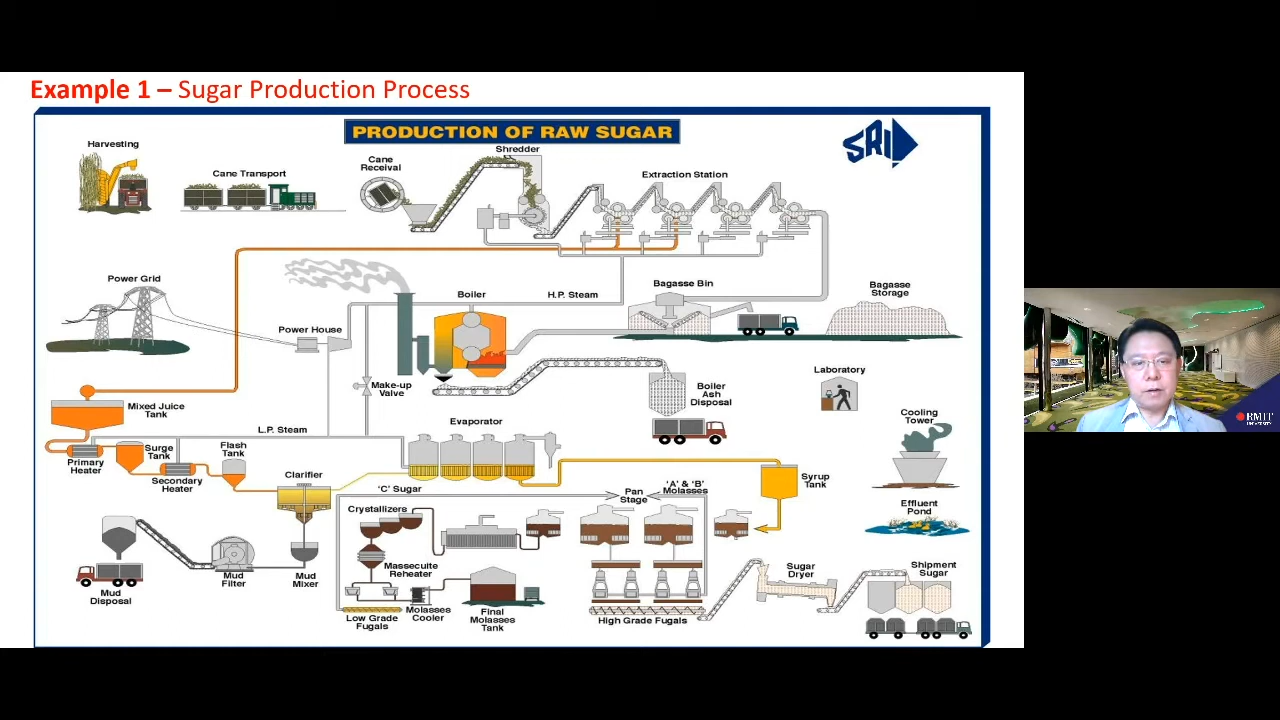 Example 1 – Sugar Production Process
PRODUCTION OF RAW SUGAR
SRI
Harvesting
Cane Transport
Cane
Receival
Shredder
Extraction Station
Power Grid
Power House
Boiler
H.P. Steam
Bagasse Bin
Bagasse
Storage
Make-up
Valve
Boiler
Ash
Disposal
Laboratory
Mixed Juice
Tank
L.P. Steam
Evaporator
Cooling
Tower
Primary
Heater
Surge
Tank
Secondary
Heater
Flash
Tank
Clarifier
'C' Sugar
Pan
Stage
'A' & 'B'
Molasses
Syrup
Tank
Effluent
Pond
Crystallizers
Massecuite
Reheater
Mud
Disposal
Mud
Filter
Mud
Mixer
Low Grade
Fugals
Molasses
Cooler
Final
Molasses
Tank
High Grade Fugals
Sugar
Dryer
Shipment
Sugar
RMIT
UNIVERSITY